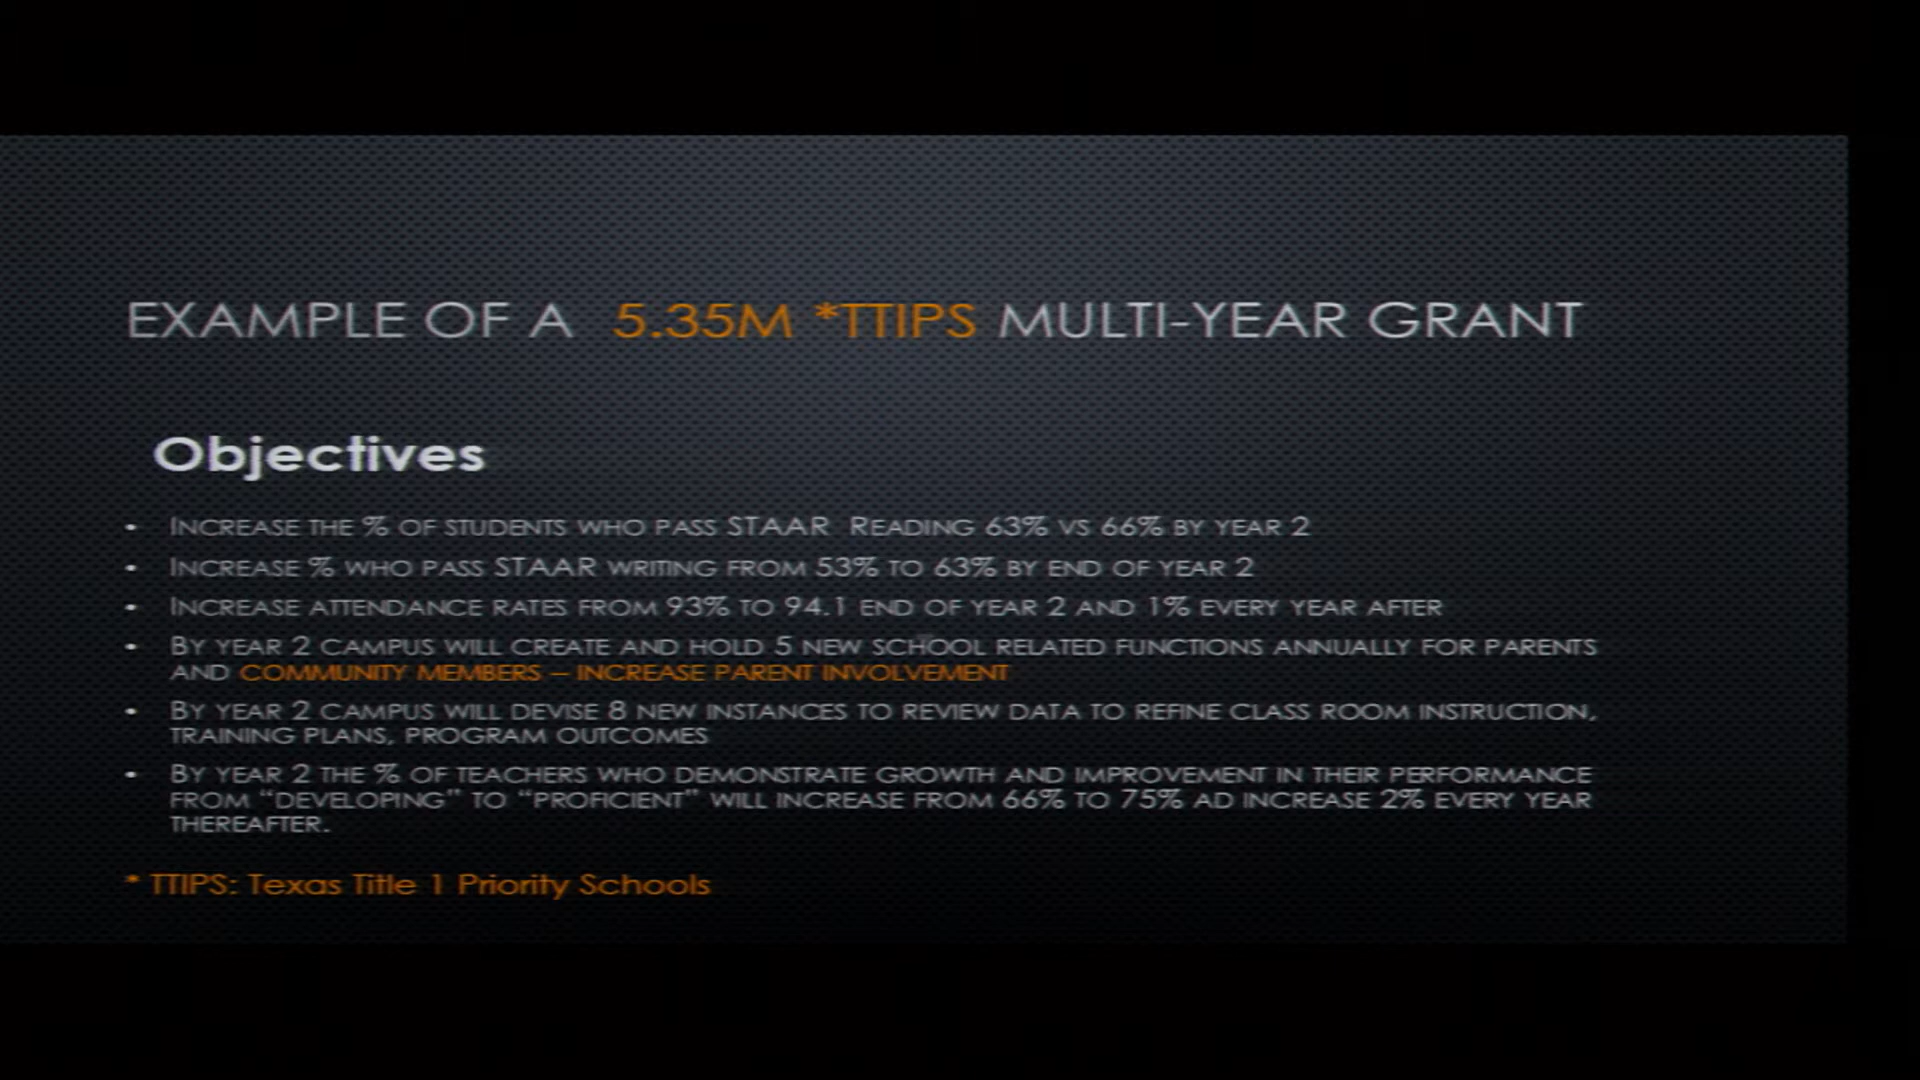 EXAMPLE OF A 5.35M *TTIPS MULTI-YEAR GRANT
Objectives
• INCREASE THE % OF STUDENTS WHO PASS STAAR READING 63% VS 66% BY YEAR 2
• INCREASE % WHO PASS STAAR WRITING FROM 53% TO 63% BY END OF YEAR 2
• INCREASE ATTENDANCE RATES FROM 93% TO 94.1 END OF YEAR 2 AND 1% EVERY YEAR AFTER
• BY YEAR 2 CAMPUS WILL CREATE AND HOLD 5 NEW SCHOOL RELATED FUNCTIONS ANNUALLY FOR PARENTS
AND COMMUNITY MEMBERS – INCREASE PARENT INVOLVEMENT
• BY YEAR 2 CAMPUS WILL DEVISE 8 NEW INSTANCES TO REVIEW DATA TO REFINE CLASS ROOM INSTRUCTION,
TRAINING PLANS, PROGRAM OUTCOMES
• BY YEAR 2 THE % OF TEACHERS WHO DEMONSTRATE GROWTH AND IMPROVEMENT IN THEIR PERFORMANCE
FROM “DEVELOPING” TO “PROFICIENT” WILL INCREASE FROM 66% TO 75% AD INCREASE 2% EVERY YEAR
THEREAFTER.
* TTIPS: Texas Title 1 Priority Schools